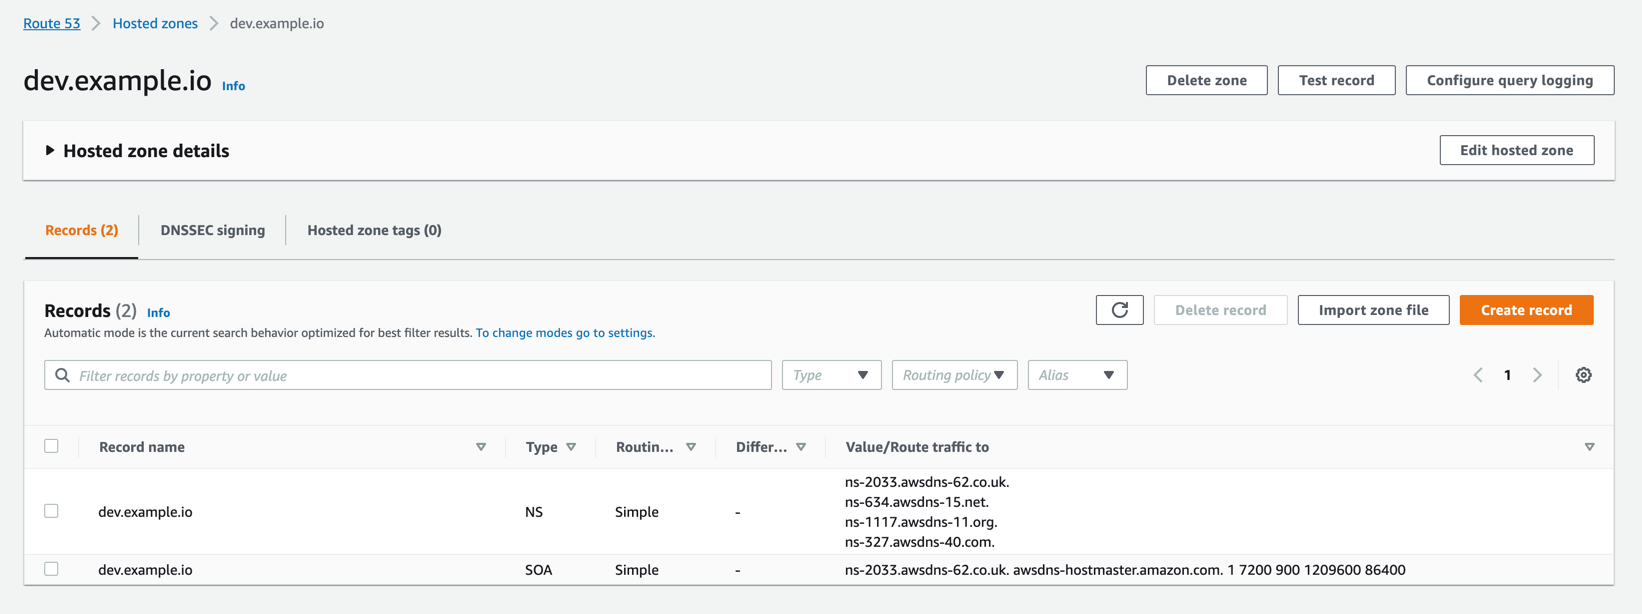 Route 53 > Hosted zones > dev.example.io
dev.example.io Info
Delete zone
Test record
Configure query logging
Hosted zone details
Edit hosted zone
Records (2)
DNSSEC signing
Hosted zone tags (0)
Records (2) Info
Automatic mode is the current search behavior optimized for best filter results. To change modes go to settings.
Delete record
Import zone file
Create record
Filter records by property or value
Type
Routing policy
Alias
1
Record name Type Routin... Differ... Value/Route traffic to
dev.example.io NS Simple -
ns-2033.awsdns-62.co.uk.
ns-634.awsdns-15.net.
ns-1117.awsdns-11.org.
ns-327.awsdns-40.com.
dev.example.io SOA Simple - ns-2033.awsdns-62.co.uk. awsdns-hostmaster.amazon.com. 1 7200 900 1209600 86400